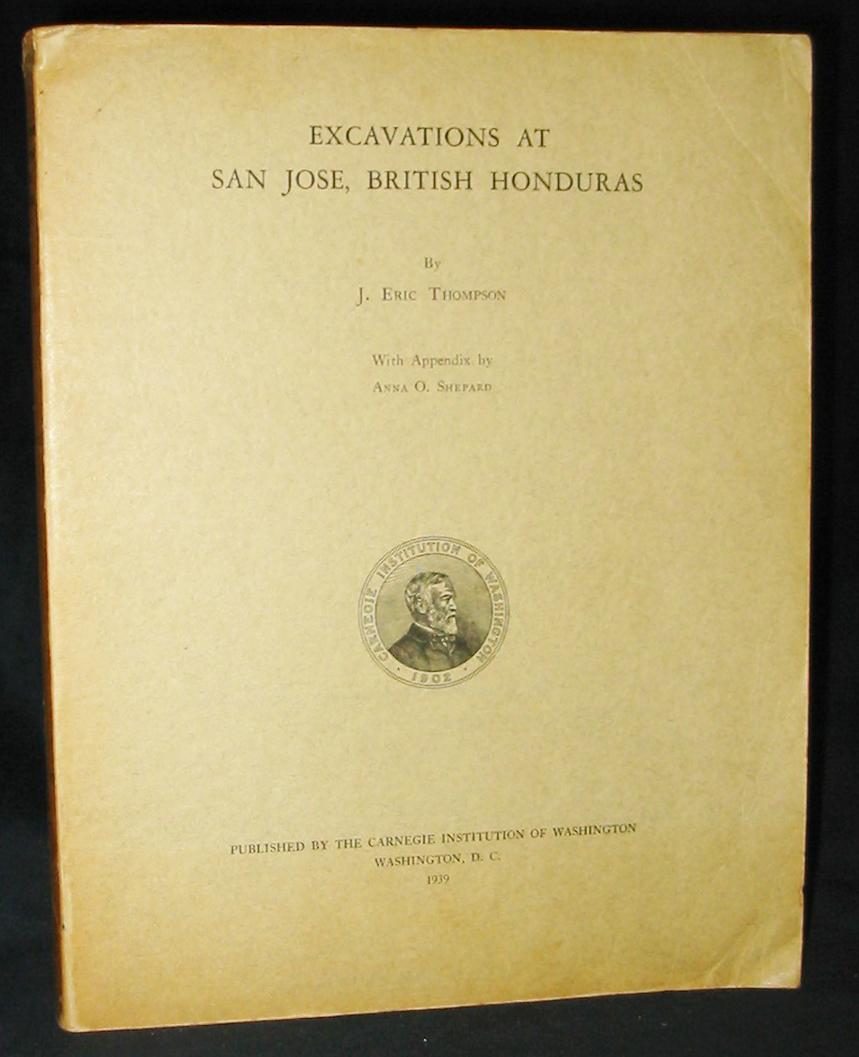 EXCAVATIONS AT
SAN JOSE, BRITISH HONDURAS
By
J. ERIC THOMPSON
With Appendix by
ANNA O. SHEPARD
CARNEGIE INSTITUTION OF WASHINGTON
· 1902 ·
PUBLISHED BY THE CARNEGIE INSTITUTION OF WASHINGTON
WASHINGTON, D. C.
1939